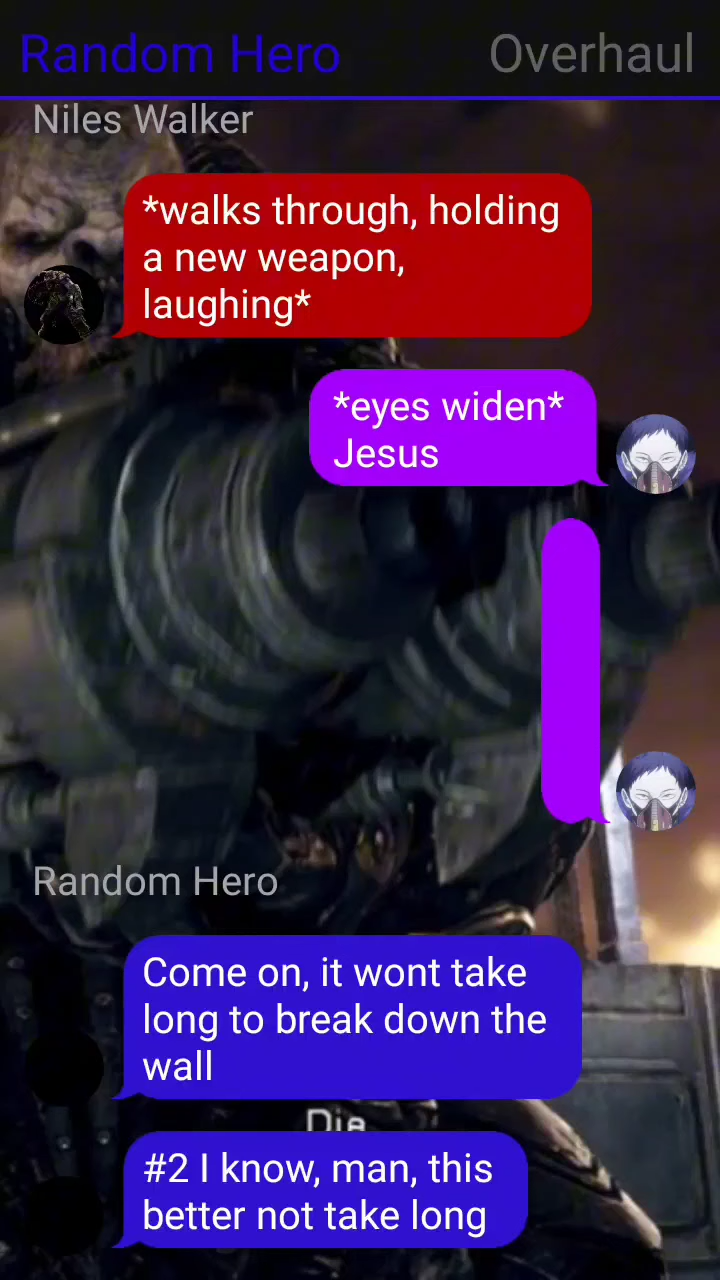 Random Hero
Overhaul
Niles Walker
*walks through, holding
a new weapon,
laughing*
*eyes widen*
Jesus
Random Hero
Come on, it wont take
long to break down the
wall
Die
#2 I know, man, this
better not take long